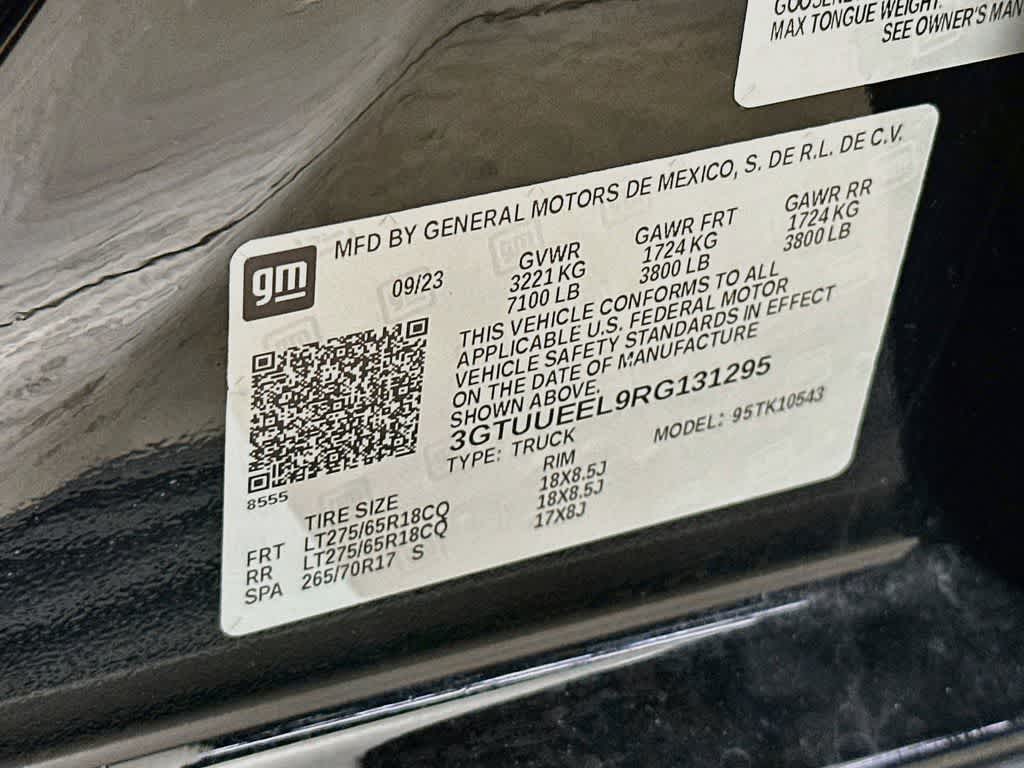 MAX TONGUE WEIGHT.
SEE OWNER'S MAN
MFD BY GENERAL MOTORS DE MEXICO, S. DE R.L. DE C.V.
gm
09/23
GVWR GAWR FRT GAWR RR
3221 KG 1724 KG 1724 KG
7100 LB 3800 LB 3800 LB
THIS VEHICLE CONFORMS TO ALL
APPLICABLE U.S. FEDERAL MOTOR
VEHICLE SAFETY STANDARDS IN EFFECT
ON THE DATE OF MANUFACTURE
SHOWN ABOVE.
3GTUUEEL9RG131295
TYPE: TRUCK MODEL: 95TK10543
8555
TIRE SIZE RIM
FRT LT275/65R18CQ 18X8.5J
RR LT275/65R18CQ 18X8.5J
SPA 265/70R17 S 17X8J